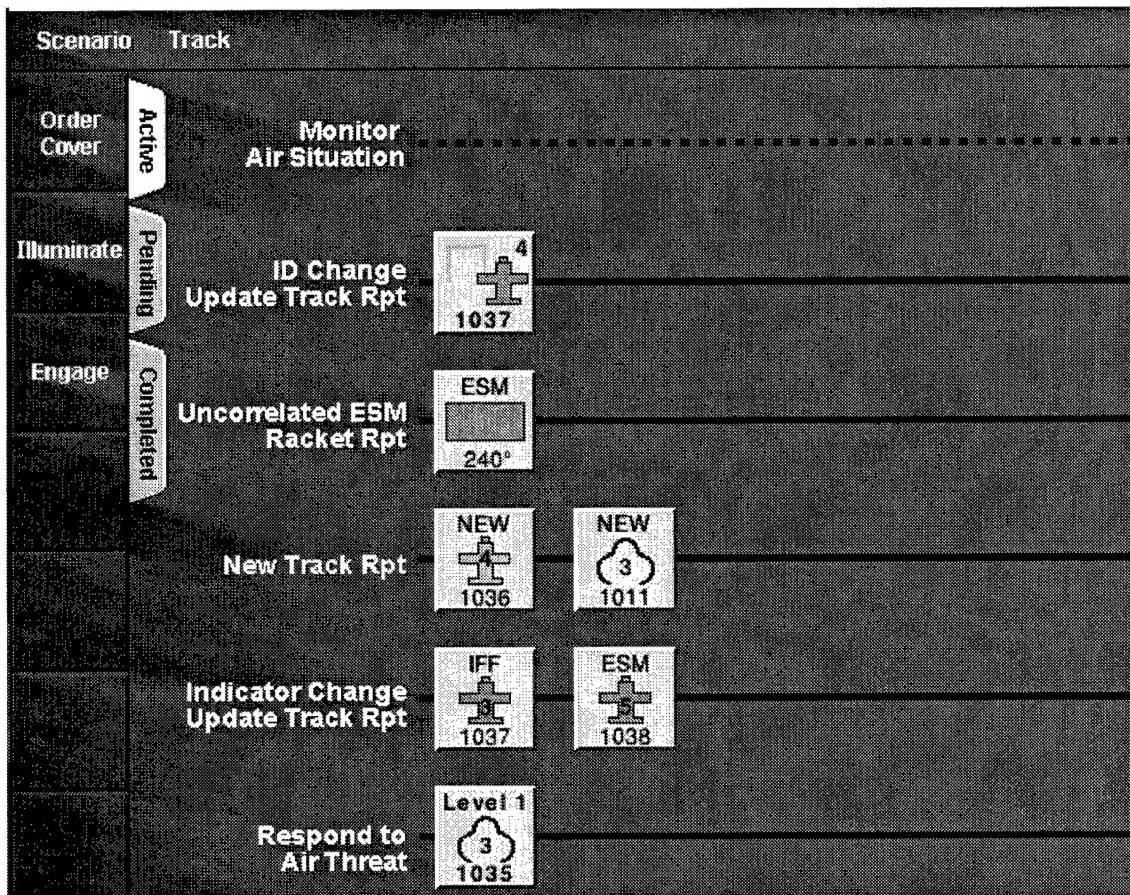 Scenario Track
Order
Cover
Illuminate
Engage
Active
Pending
Completed
Monitor
Air Situation
ID Change
Update Track Rpt
4
1037
Uncorrelated ESM
Racket Rpt
ESM
240°
New Track Rpt
NEW
4
1036
NEW
3
1011
Indicator Change
Update Track Rpt
IFF
3
1037
ESM
5
1038
Respond to
Air Threat
Level 1
3
1035